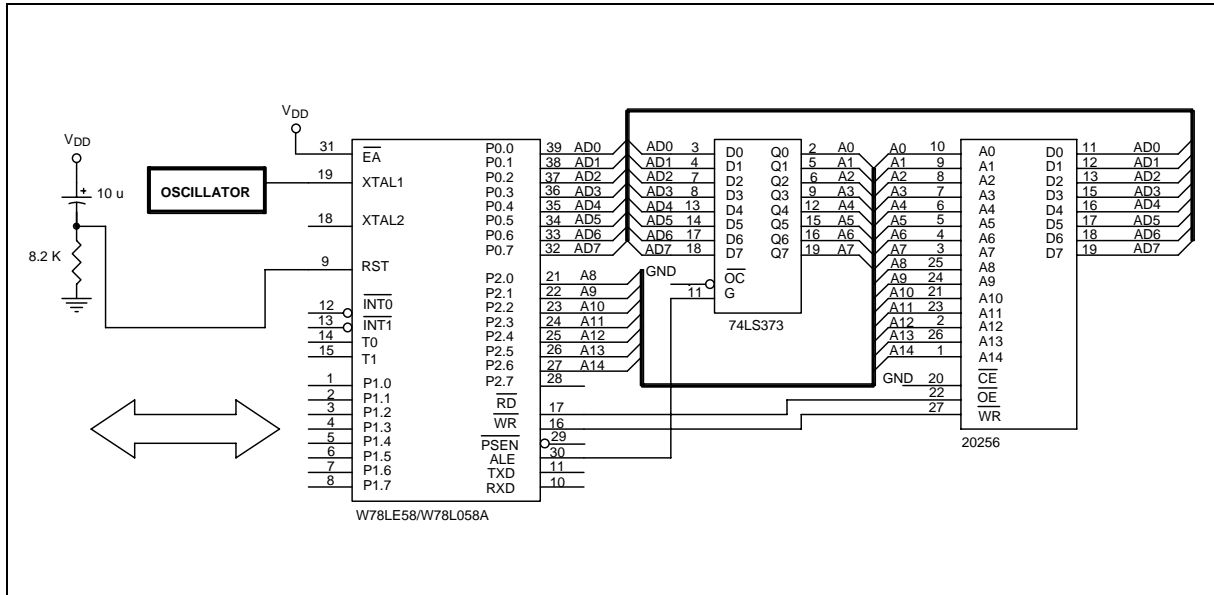 VDD
10 u
8.2 K
OSCILLATOR
VDD
31 EA
19 XTAL1
18 XTAL2
9 RST
12 INT0
13 INT1
14 T0
15 T1
1 P1.0
2 P1.1
3 P1.2
4 P1.3
5 P1.4
6 P1.5
7 P1.6
8 P1.7
P0.0 39 AD0
P0.1 38 AD1
P0.2 37 AD2
P0.3 36 AD3
P0.4 35 AD4
P0.5 34 AD5
P0.6 33 AD6
P0.7 32 AD7
P2.0 21 A8
P2.1 22 A9
P2.2 23 A10
P2.3 24 A11
P2.4 25 A12
P2.5 26 A13
P2.6 27 A14
P2.7 28
RD 17
WR 16
PSEN 29
ALE 30
TXD 11
RXD 10
W78LE58/W78L058A
AD0 3 D0 Q0 2 A0
AD1 4 D1 Q1 5 A1
AD2 7 D2 Q2 6 A2
AD3 8 D3 Q3 9 A3
AD4 13 D4 Q4 12 A4
AD5 14 D5 Q5 15 A5
AD6 17 D6 Q6 16 A6
AD7 18 D7 Q7 19 A7
GND OC
11 G
74LS373
A0 10 A0 D0 11 AD0
A1 9 A1 D1 12 AD1
A2 8 A2 D2 13 AD2
A3 7 A3 D3 15 AD3
A4 6 A4 D4 16 AD4
A5 5 A5 D5 17 AD5
A6 4 A6 D6 18 AD6
A7 3 A7 D7 19 AD7
A8 25 A8
A9 24 A9
A10 21 A10
A11 23 A11
A12 2 A12
A13 26 A13
A14 1 A14
GND 20 CE
22 OE
27 WR
20256